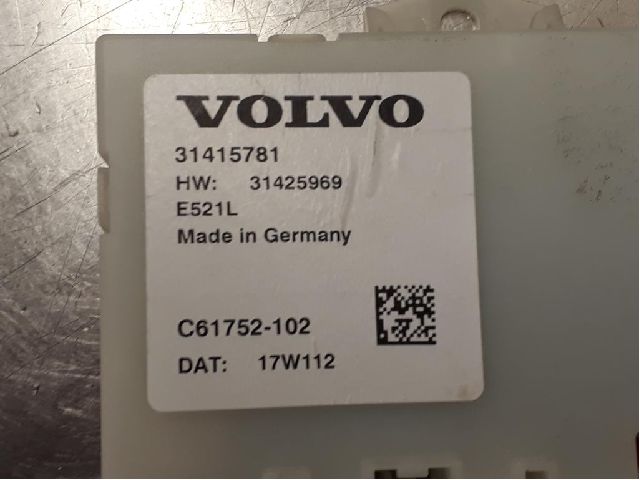 VOLVO
31415781
HW: 31425969
E521L
Made in Germany
C61752-102
DAT: 17W112